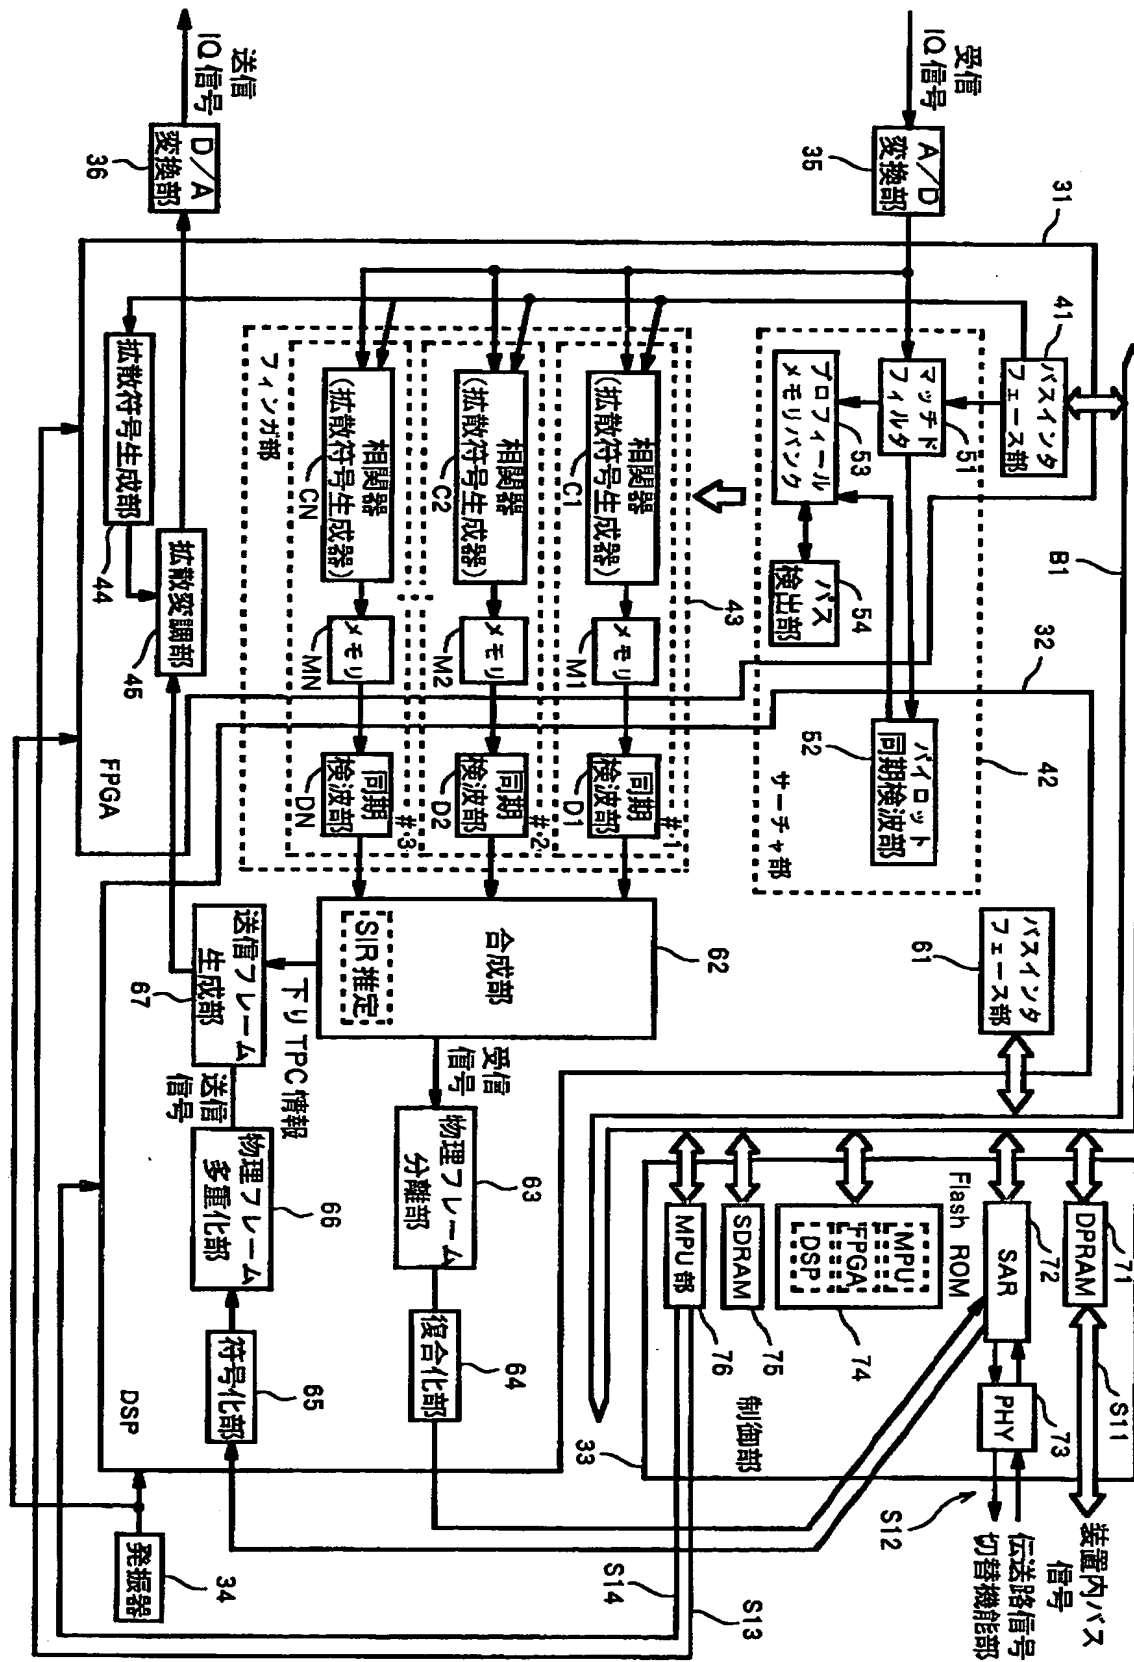 装置内バス
信号
伝送路信号
切替機能部
S11
S12
S13
S14
DPRAM
71
SAR
72
PHY
73
Flash ROM
MPU
FPGA
DSP
74
SDRAM
75
MPU部
76
制御部
33
B1
31
32
バスインタ
フェース部
41
バスインタ
フェース部
61
マッチド
フィルタ
51
パイロット
同期検波部
52
プロフィール
メモリバンク
53
パス
検出部
54
サーチャ部
42
受信
IQ信号
A/D
変換部
35
43
相関器
(拡散符号生成器)
C1
メモリ
M1
同期
検波部
D1
#1
相関器
(拡散符号生成器)
C2
メモリ
M2
同期
検波部
D2
#2
相関器
(拡散符号生成器)
CN
メモリ
MN
同期
検波部
DN
#3
フィンガ部
合成部
SIR推定
62
受信
信号
物理フレーム
分離部
63
復合化部
64
下りTPC情報
送信
IQ信号
D/A
変換部
36
拡散符号生成部
44
拡散変調部
45
送信フレーム
生成部
67
送信
信号
物理フレーム
多重化部
66
符号化部
65
FPGA
DSP
発振器
34